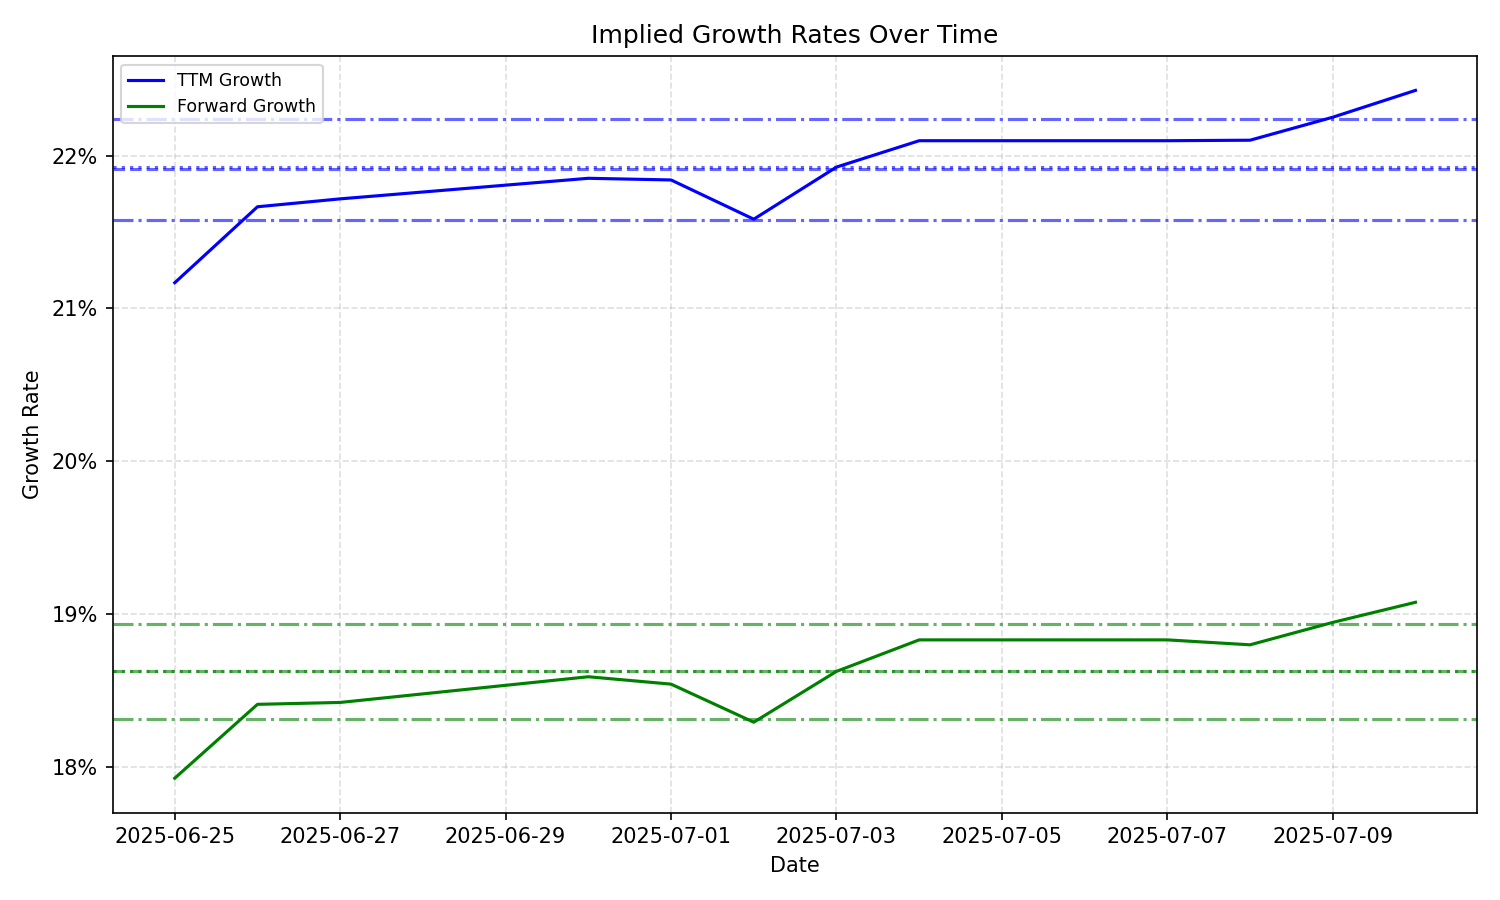 Implied Growth Rates Over Time
TTM Growth
Forward Growth
22%
21%
20%
19%
18%
Growth Rate
2025-06-25 2025-06-27 2025-06-29 2025-07-01 2025-07-03 2025-07-05 2025-07-07 2025-07-09
Date